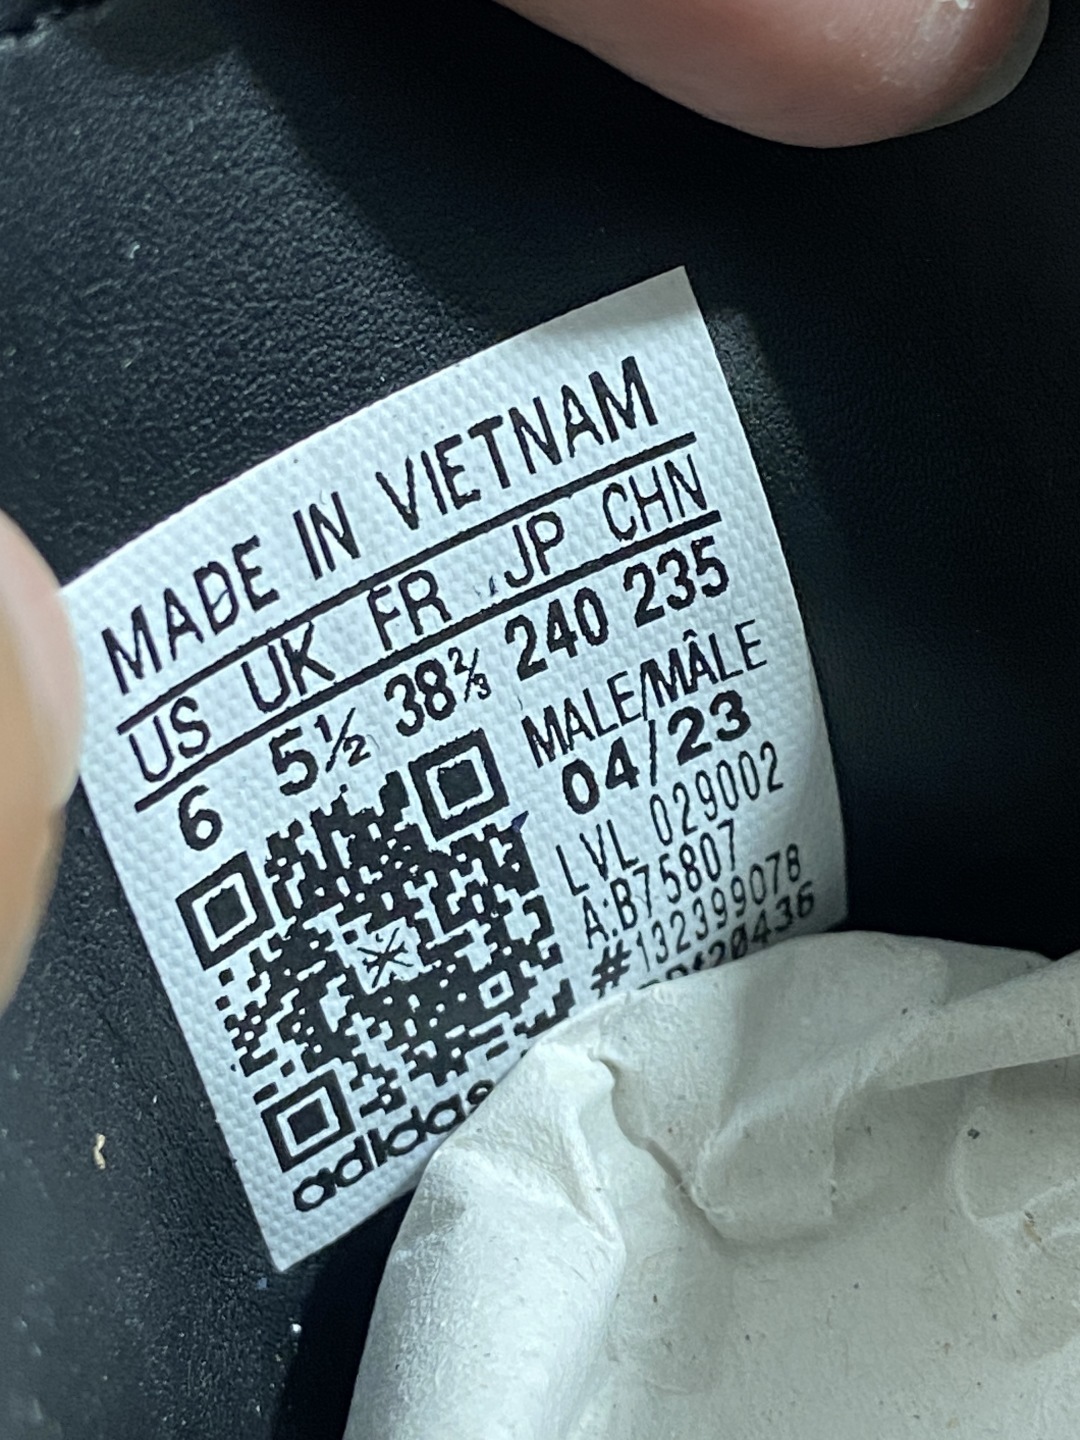 MADE IN VIETNAM
US UK FR JP CHN
6 5½ 38⅔ 240 235
MALE/MÂLE
04/23
LVL 029002
A:B75807
#132399078
adidas